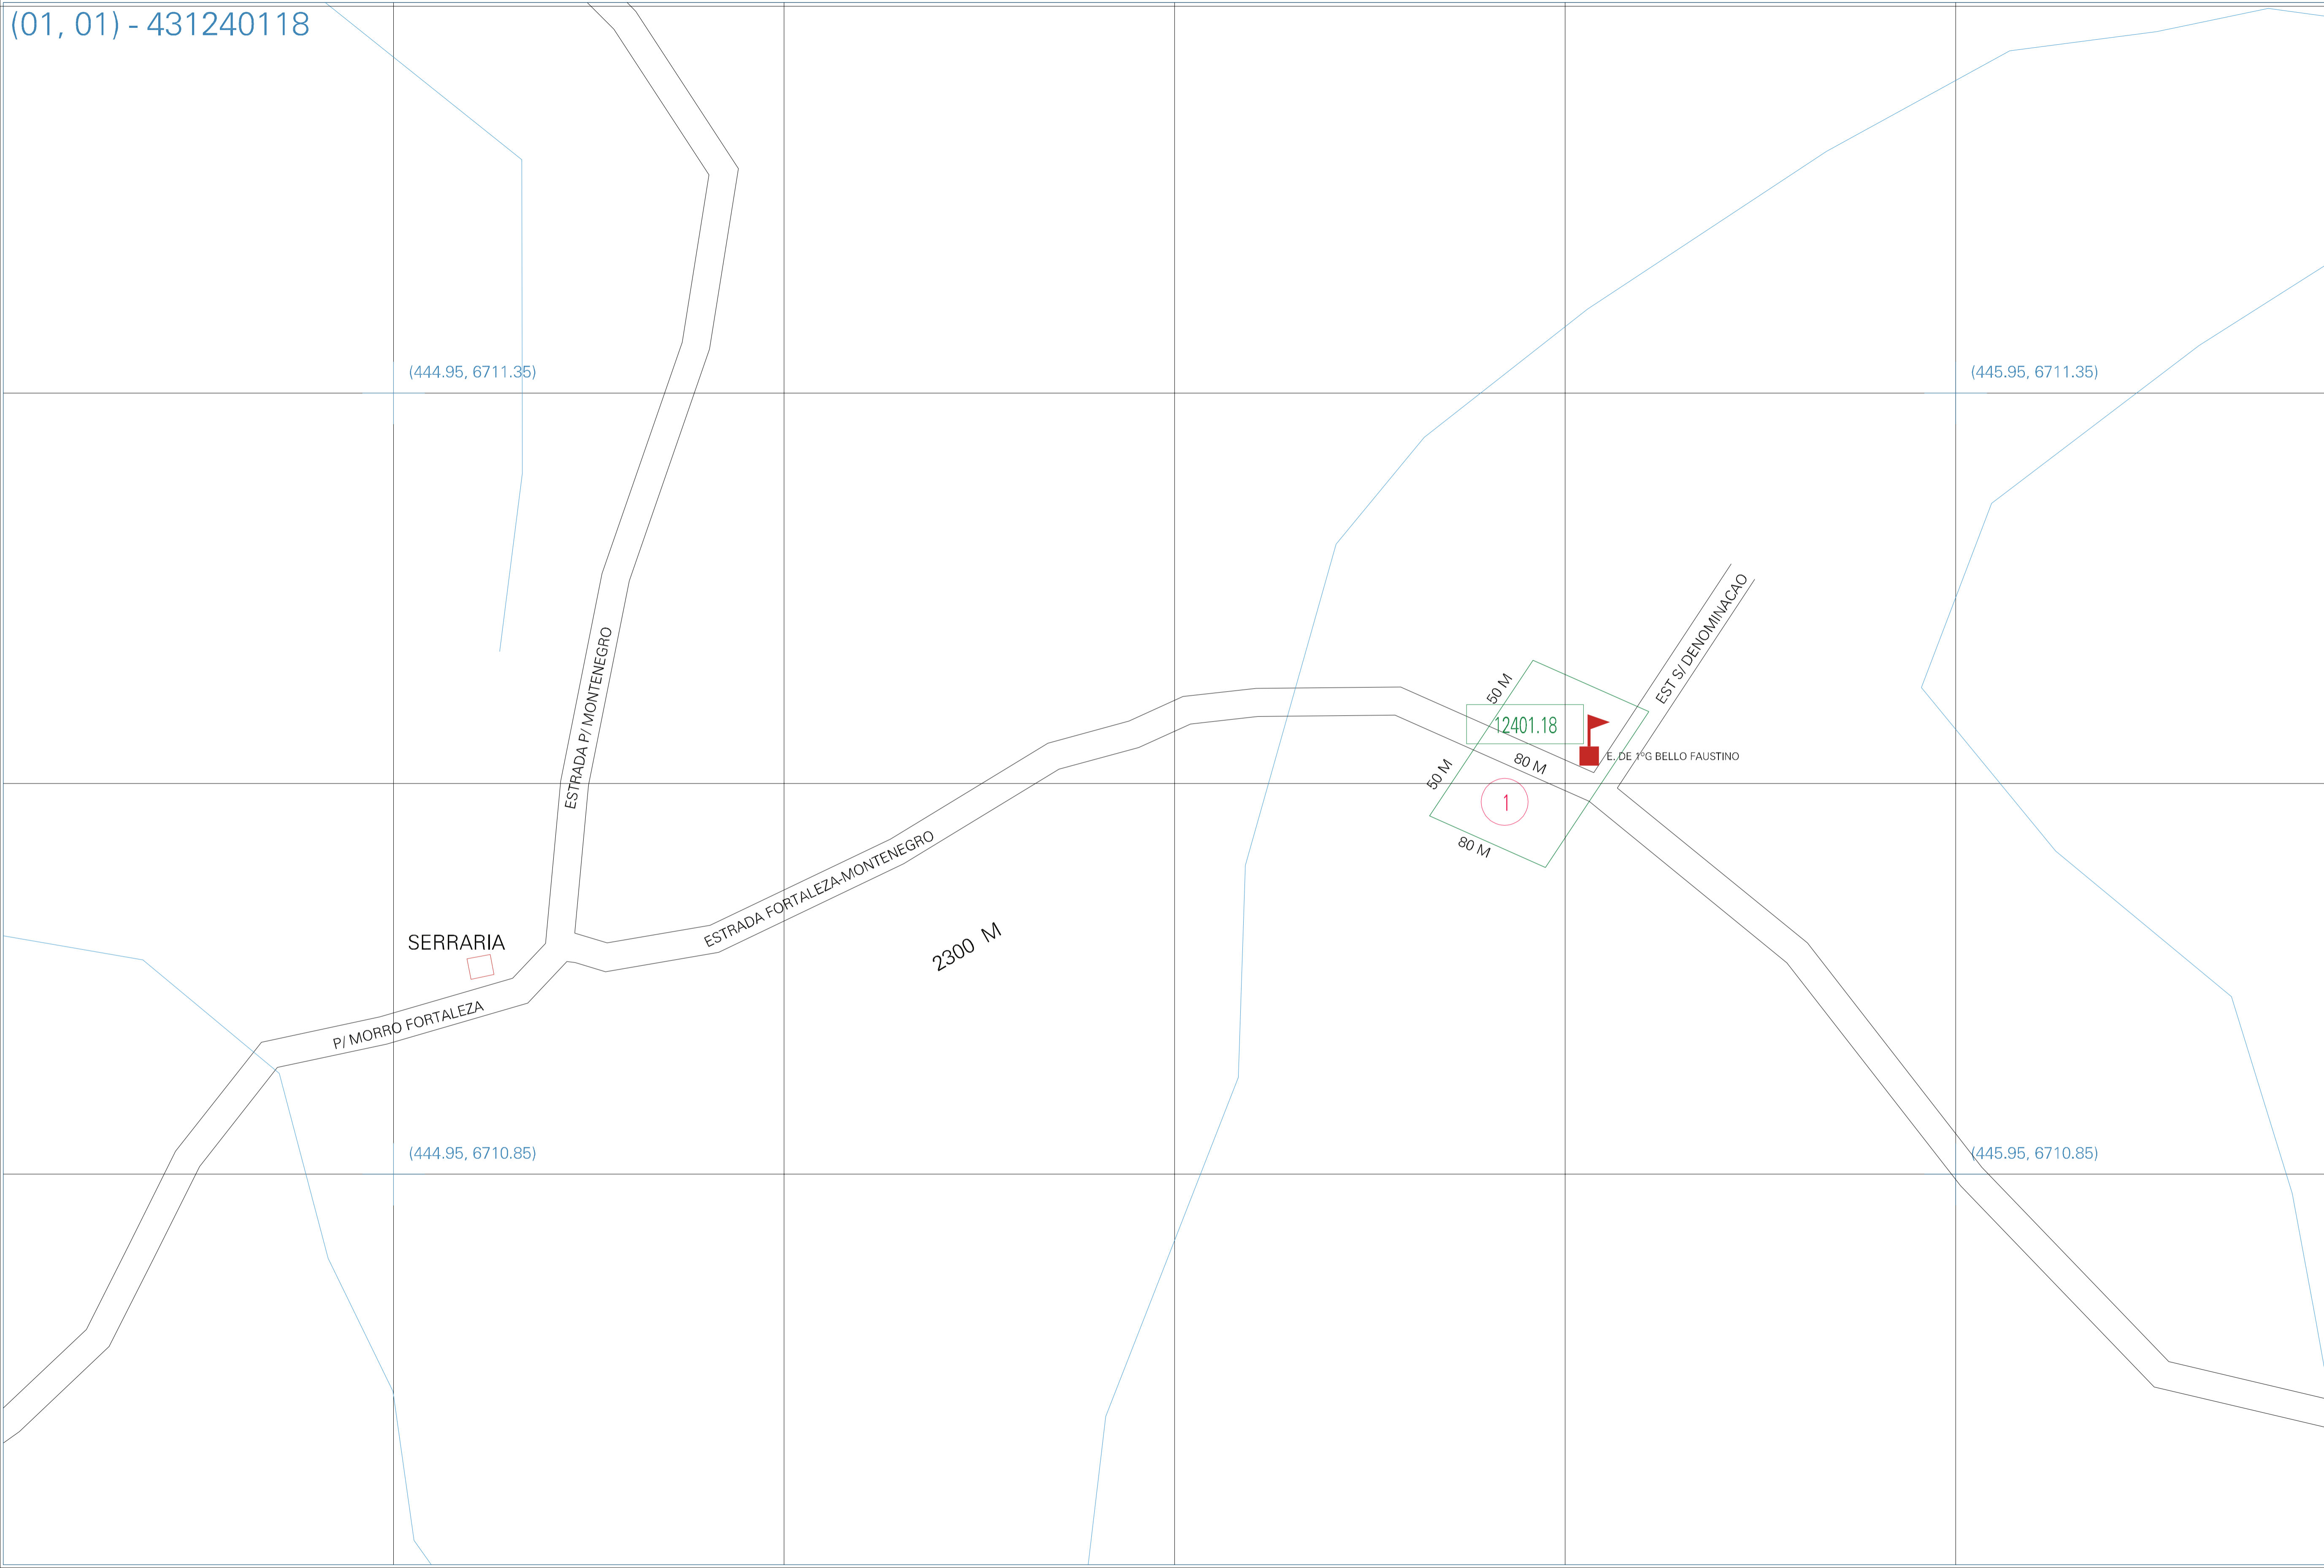 (01, 01) - 431240118
(444.95, 6711.35)
(445.95, 6711.35)
ESTRADA P/ MONTENEGRO
EST S/ DENOMINACAO
50 M
12401.18
E. DE 1ºG BELLO FAUSTINO
80 M
50 M
1
80 M
ESTRADA FORTALEZA-MONTENEGRO
2300 M
SERRARIA
P/ MORRO FORTALEZA
(444.95, 6710.85)
(445.95, 6710.85)